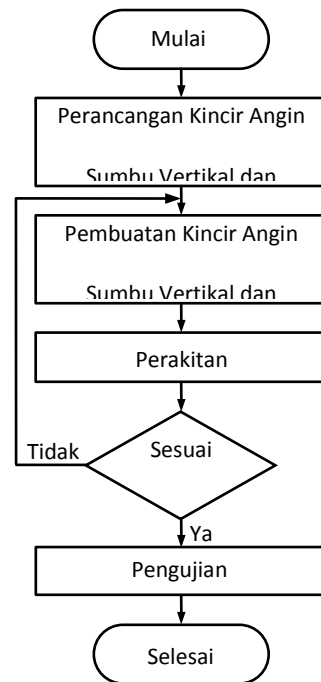 Mulai
Perancangan Kincir Angin
Sumbu Vertikal dan
Pembuatan Kincir Angin
Sumbu Vertikal dan
Perakitan
Sesuai
Tidak
Ya
Pengujian
Selesai